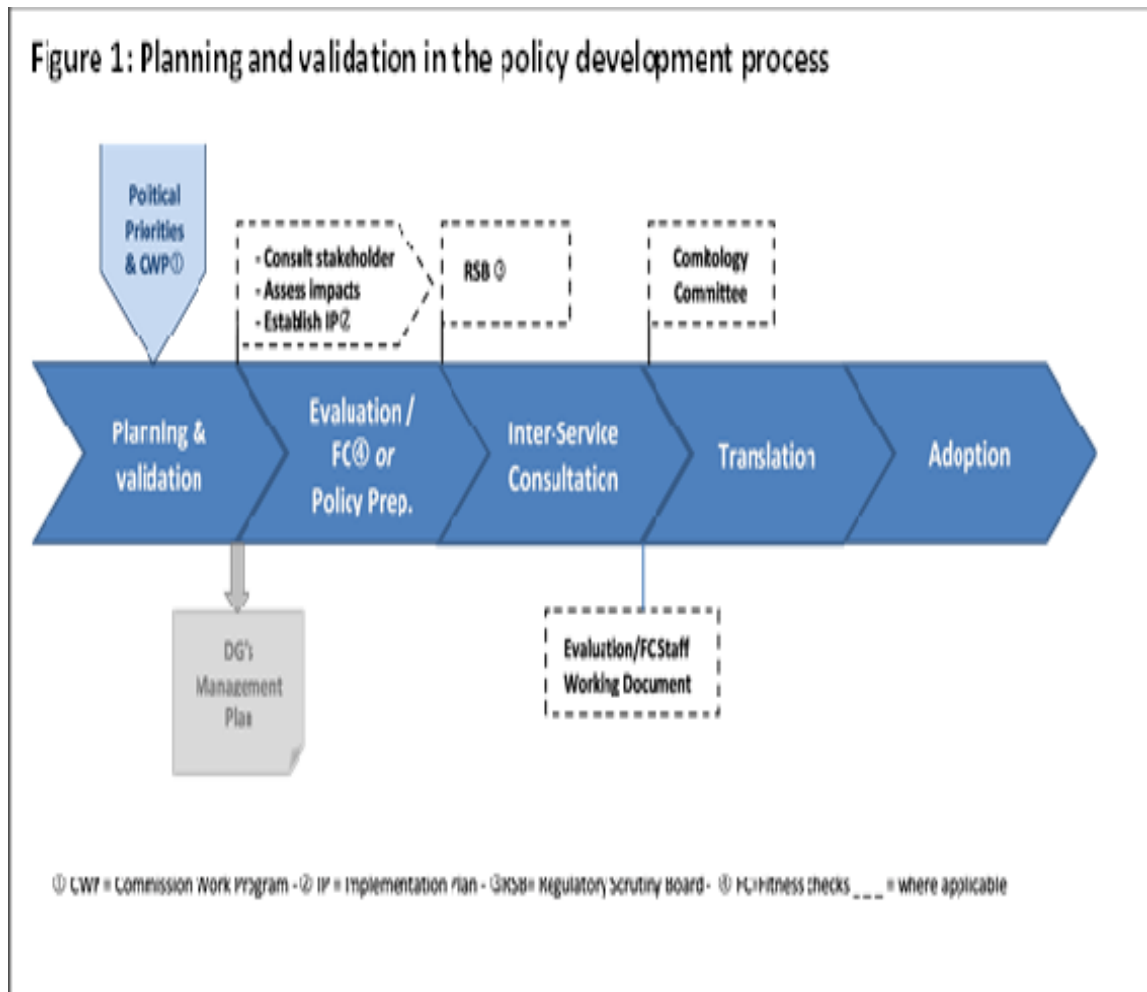 Figure 1: Planning and validation in the policy development process
Political
Priorities
& CWP①
- Consult stakeholder
- Assess impacts
- Establish IP②
RSB ③
Comitology
Committee
Planning &
validation
Evaluation /
FC④ or
Policy Prep.
Inter-Service
Consultation
Translation
Adoption
DG's
Management
Plan
Evaluation/FC Staff
Working Document
① CWP = Commission Work Program - ② IP = Implementation Plan - ③RSB= Regulatory Scrutiny Board - ④ FC=Fitness checks _ _ _ = where applicable